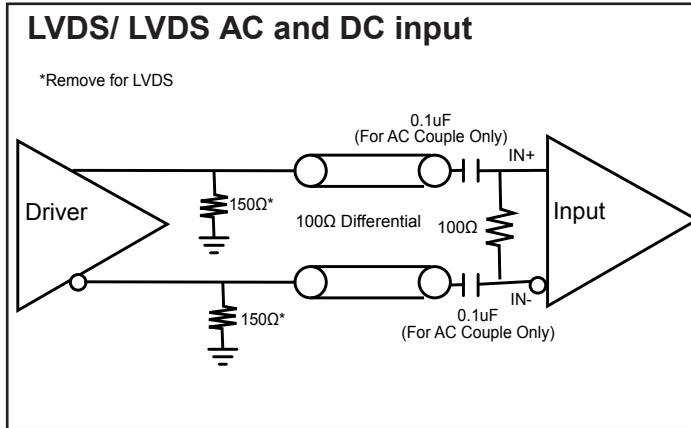 LVDS/ LVDS AC and DC input
*Remove for LVDS
0.1uF
(For AC Couple Only)
IN+
Driver
150Ω*
100Ω Differential
100Ω
Input
150Ω*
IN-
0.1uF
(For AC Couple Only)